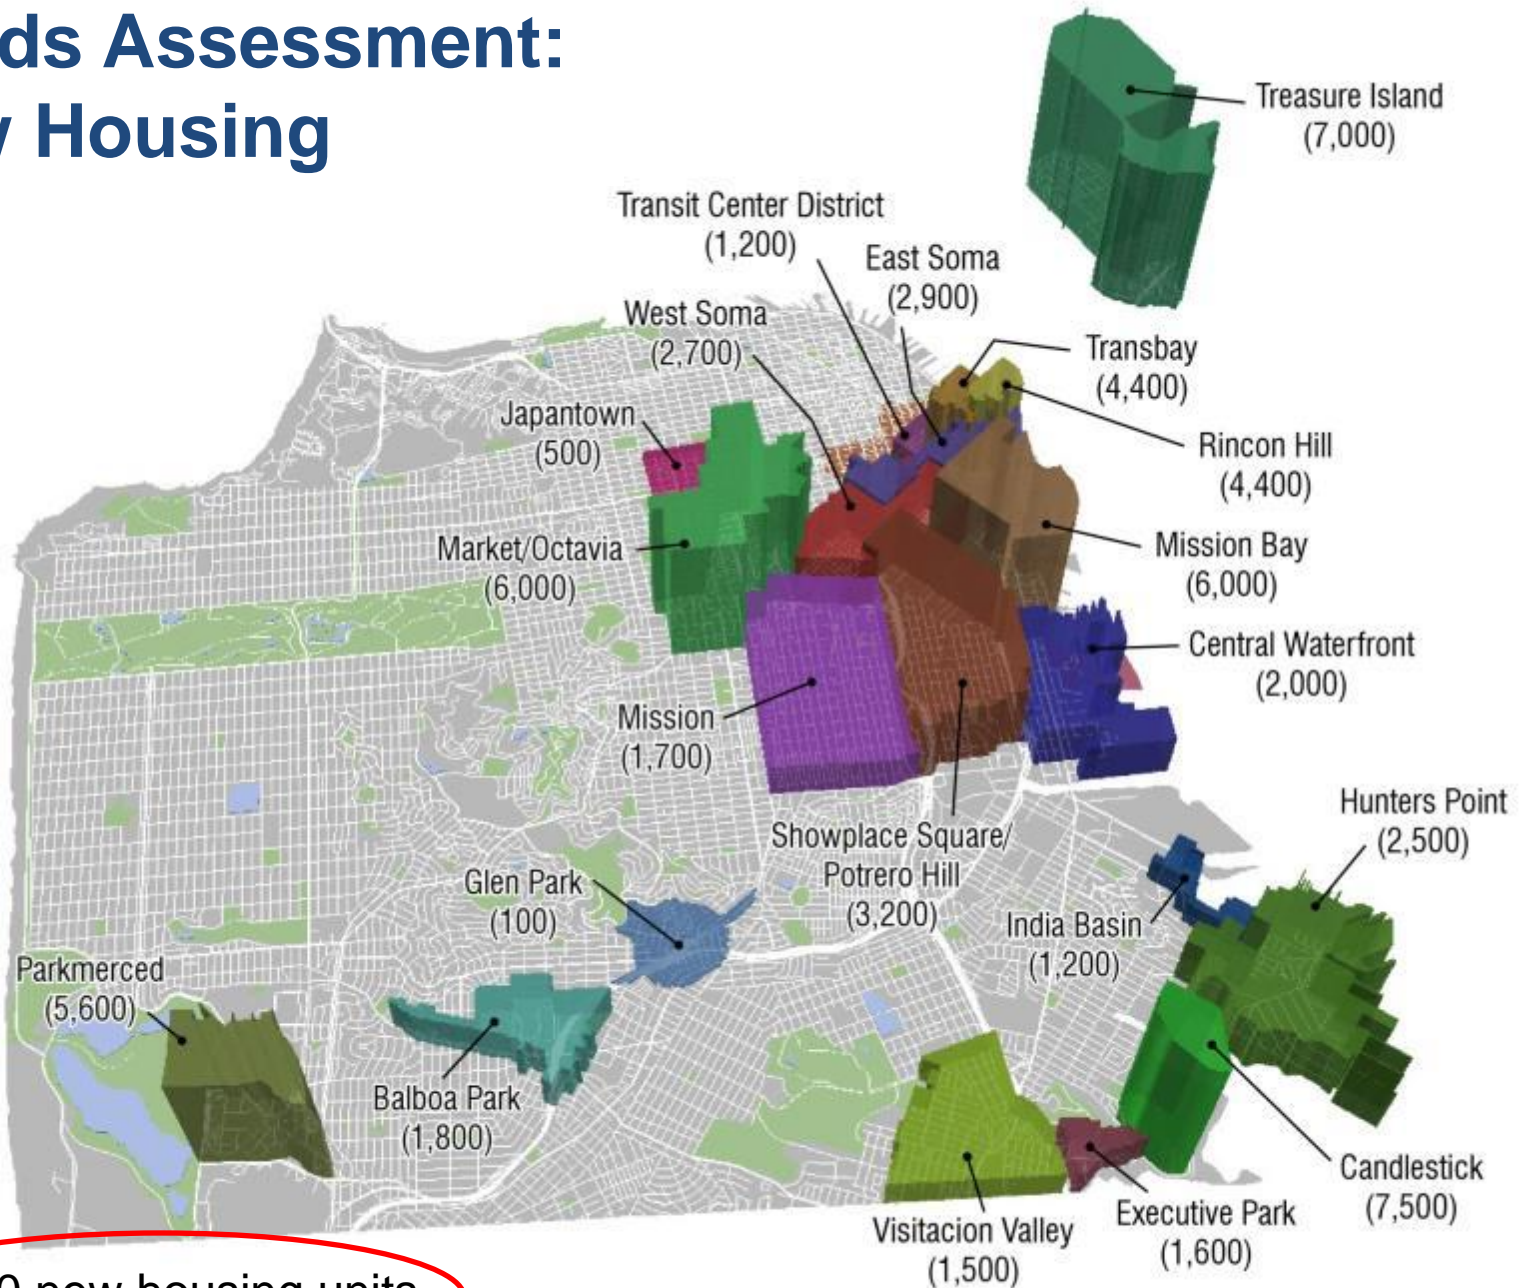 ds Assessment:
Housing
Treasure Island
(7,000)
Transit Center District
(1,200)
East Soma
(2,900)
West Soma
(2,700)
Transbay
(4,400)
Japantown
(500)
Rincon Hill
(4,400)
Market/Octavia
(6,000)
Mission Bay
(6,000)
Central Waterfront
(2,000)
Mission
(1,700)
Hunters Point
(2,500)
Showplace Square/
Potrero Hill
(3,200)
Glen Park
(100)
India Basin
(1,200)
Parkmerced
(5,600)
Balboa Park
(1,800)
Candlestick
(7,500)
Executive Park
(1,600)
Visitacion Valley
(1,500)
0 new housing units